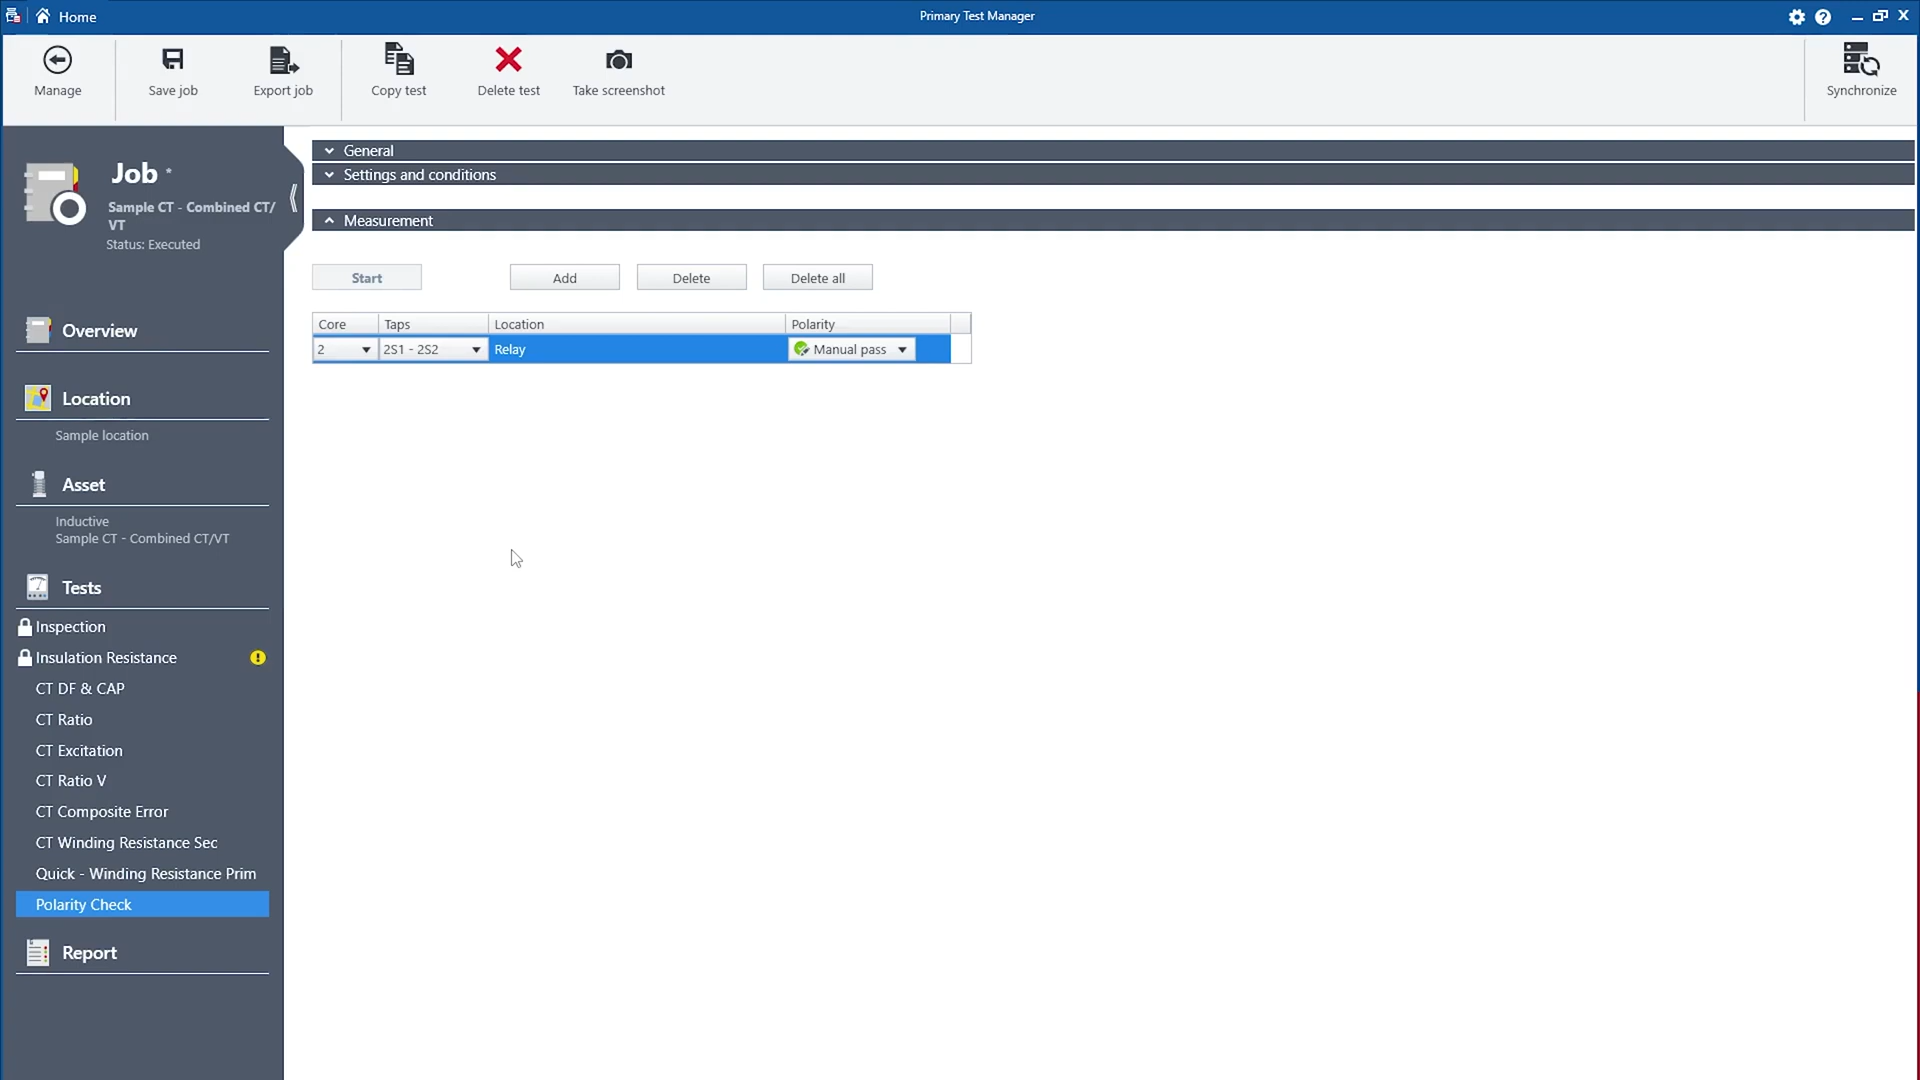 Home
Primary Test Manager
Manage
Save job
Export job
Copy test
Delete test
Take screenshot
Synchronize
Job *
Sample CT - Combined CT/
VT
Status: Executed
Overview
Location
Sample location
Asset
Inductive
Sample CT - Combined CT/VT
Tests
Inspection
Insulation Resistance
CT DF & CAP
CT Ratio
CT Excitation
CT Ratio V
CT Composite Error
CT Winding Resistance Sec
Quick - Winding Resistance Prim
Polarity Check
Report
General
Settings and conditions
Measurement
Start Add Delete Delete all
Core Taps Location Polarity
2 2S1 - 2S2 Relay Manual pass